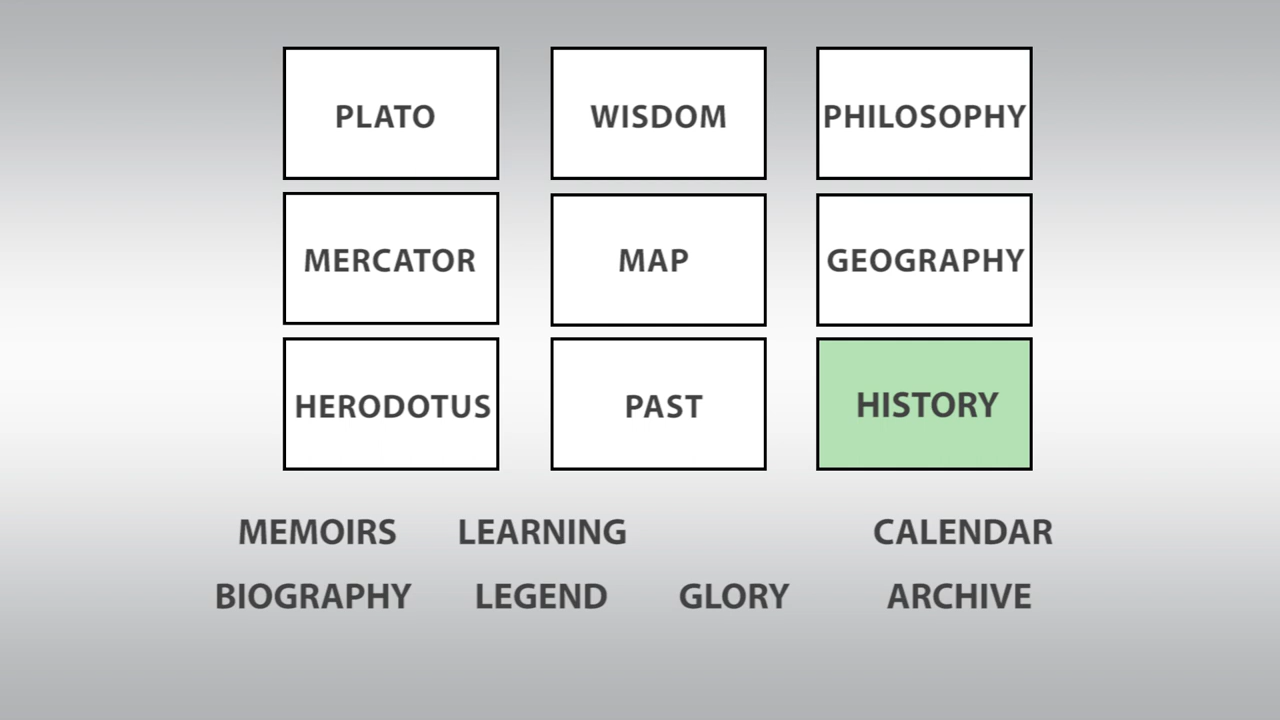 PLATO WISDOM PHILOSOPHY
MERCATOR MAP GEOGRAPHY
HERODOTUS PAST HISTORY
MEMOIRS LEARNING CALENDAR
BIOGRAPHY LEGEND GLORY ARCHIVE